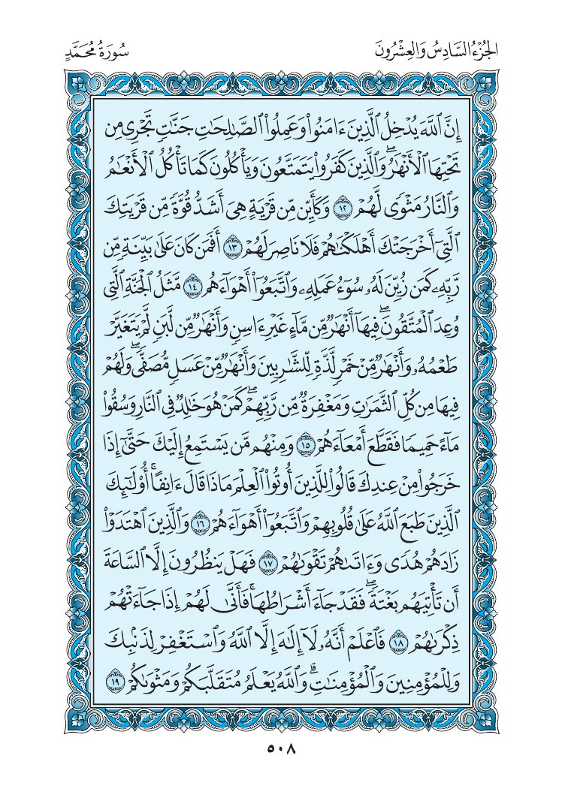 الجُزْءُ السَّادِسُ وَالعِشْرُونَ
سُورَةُ مُحَمَّدٍ
إِنَّ ٱللَّهَ يُدْخِلُ ٱلَّذِينَ ءَامَنُوا۟ وَعَمِلُوا۟ ٱلصَّٰلِحَٰتِ جَنَّٰتٍ تَجْرِى مِن
تَحْتِهَا ٱلْأَنْهَٰرُ ۖ وَٱلَّذِينَ كَفَرُوا۟ يَتَمَتَّعُونَ وَيَأْكُلُونَ كَمَا تَأْكُلُ ٱلْأَنْعَٰمُ
وَٱلنَّارُ مَثْوًى لَّهُمْ ١٢ وَكَأَيِّن مِّن قَرْيَةٍ هِىَ أَشَدُّ قُوَّةً مِّن قَرْيَتِكَ
ٱلَّتِىٓ أَخْرَجَتْكَ أَهْلَكْنَٰهُمْ فَلَا نَاصِرَ لَهُمْ ١٣ أَفَمَن كَانَ عَلَىٰ بَيِّنَةٍ مِّن
رَّبِّهِۦ كَمَن زُيِّنَ لَهُۥ سُوٓءُ عَمَلِهِۦ وَٱتَّبَعُوٓا۟ أَهْوَآءَهُم ١٤ مَّثَلُ ٱلْجَنَّةِ ٱلَّتِى
وُعِدَ ٱلْمُتَّقُونَ ۖ فِيهَآ أَنْهَٰرٌ مِّن مَّآءٍ غَيْرِ ءَاسِنٍ وَأَنْهَٰرٌ مِّن لَّبَنٍ لَّمْ يَتَغَيَّرْ
طَعْمُهُۥ وَأَنْهَٰرٌ مِّنْ خَمْرٍ لَّذَّةٍ لِّلشَّٰرِبِينَ وَأَنْهَٰرٌ مِّنْ عَسَلٍ مُّصَفًّى ۖ وَلَهُمْ
فِيهَا مِن كُلِّ ٱلثَّمَرَٰتِ وَمَغْفِرَةٌ مِّن رَّبِّهِمْ ۖ كَمَنْ هُوَ خَٰلِدٌ فِى ٱلنَّارِ وَسُقُوا۟
مَآءً حَمِيمًا فَقَطَّعَ أَمْعَآءَهُمْ ١٥ وَمِنْهُم مَّن يَسْتَمِعُ إِلَيْكَ حَتَّىٰٓ إِذَا
خَرَجُوا۟ مِنْ عِندِكَ قَالُوا۟ لِلَّذِينَ أُوتُوا۟ ٱلْعِلْمَ مَاذَا قَالَ ءَانِفًا ۚ أُو۟لَٰٓئِكَ
ٱلَّذِينَ طَبَعَ ٱللَّهُ عَلَىٰ قُلُوبِهِمْ وَٱتَّبَعُوٓا۟ أَهْوَآءَهُمْ ١٦ وَٱلَّذِينَ ٱهْتَدَوْا۟
زَادَهُمْ هُدًى وَءَاتَىٰهُمْ تَقْوَىٰهُمْ ١٧ فَهَلْ يَنظُرُونَ إِلَّا ٱلسَّاعَةَ
أَن تَأْتِيَهُم بَغْتَةً ۖ فَقَدْ جَآءَ أَشْرَاطُهَا ۚ فَأَنَّىٰ لَهُمْ إِذَا جَآءَتْهُمْ
ذِكْرَىٰهُمْ ١٨ فَٱعْلَمْ أَنَّهُۥ لَآ إِلَٰهَ إِلَّا ٱللَّهُ وَٱسْتَغْفِرْ لِذَنۢبِكَ
وَلِلْمُؤْمِنِينَ وَٱلْمُؤْمِنَٰتِ ۗ وَٱللَّهُ يَعْلَمُ مُتَقَلَّبَكُمْ وَمَثْوَىٰكُمْ ١٩
٥٠٨